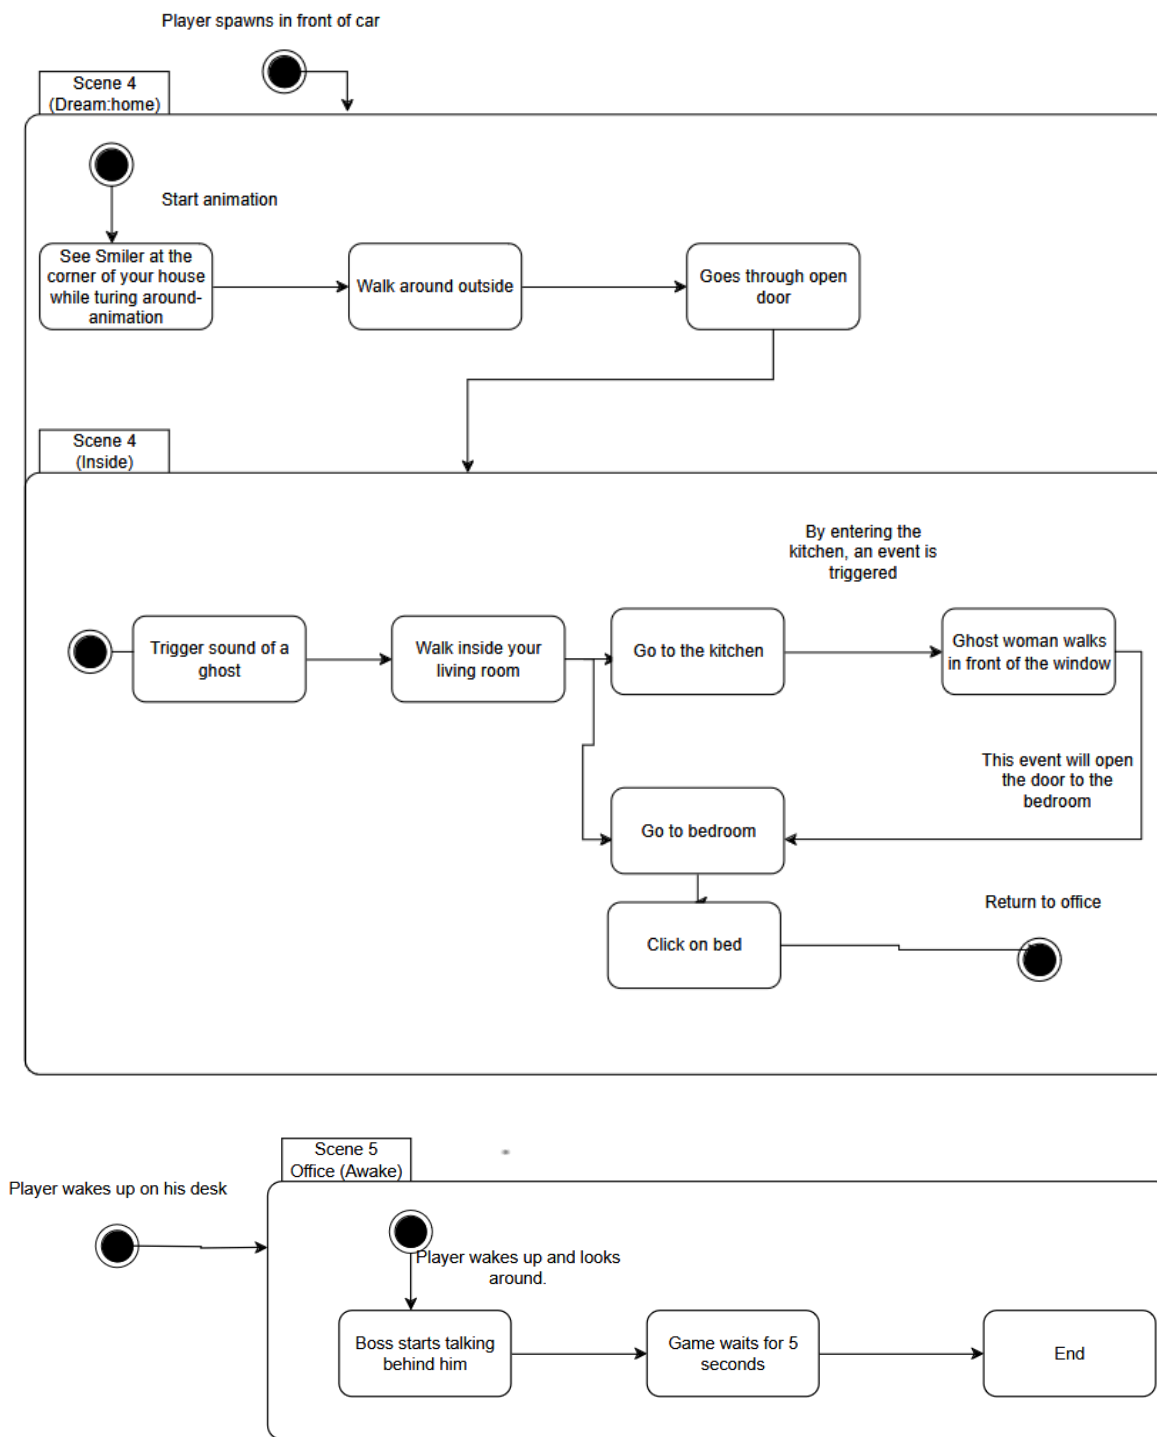 Player spawns in front of car
Scene 4
(Dream:home)
Start animation
See Smiler at the
corner of your house
while turing around-
animation
Walk around outside
Goes through open
door
Scene 4
(Inside)
By entering the
kitchen, an event is
triggered
Trigger sound of a
ghost
Walk inside your
living room
Go to the kitchen
Ghost woman walks
in front of the window
This event will open
the door to the
bedroom
Go to bedroom
Return to office
Click on bed
Scene 5
Office (Awake)
Player wakes up on his desk
Player wakes up and looks
around.
Boss starts talking
behind him
Game waits for 5
seconds
End